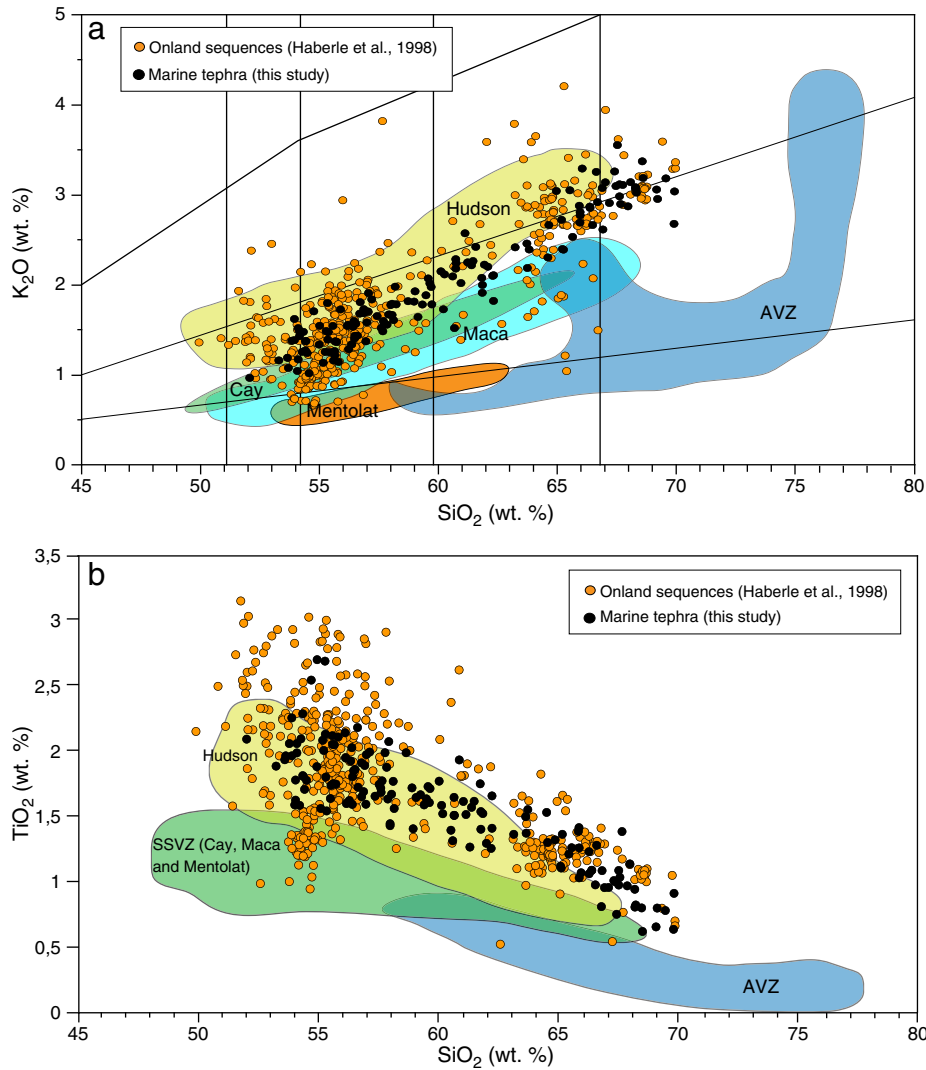 a
Onland sequences (Haberle et al., 1998)
Marine tephra (this study)
5
4
3
2
1
0
K2O (wt. %)
Hudson
AVZ
Maca
Cay
Mentolat
45 50 55 60 65 70 75 80
SiO2 (wt. %)
b
Onland sequences (Haberle et al., 1998)
Marine tephra (this study)
3,5
3
2,5
2
1,5
1
0,5
0
TiO2 (wt. %)
Hudson
SSVZ (Cay, Maca
and Mentolat)
AVZ
45 50 55 60 65 70 75 80
SiO2 (wt. %)